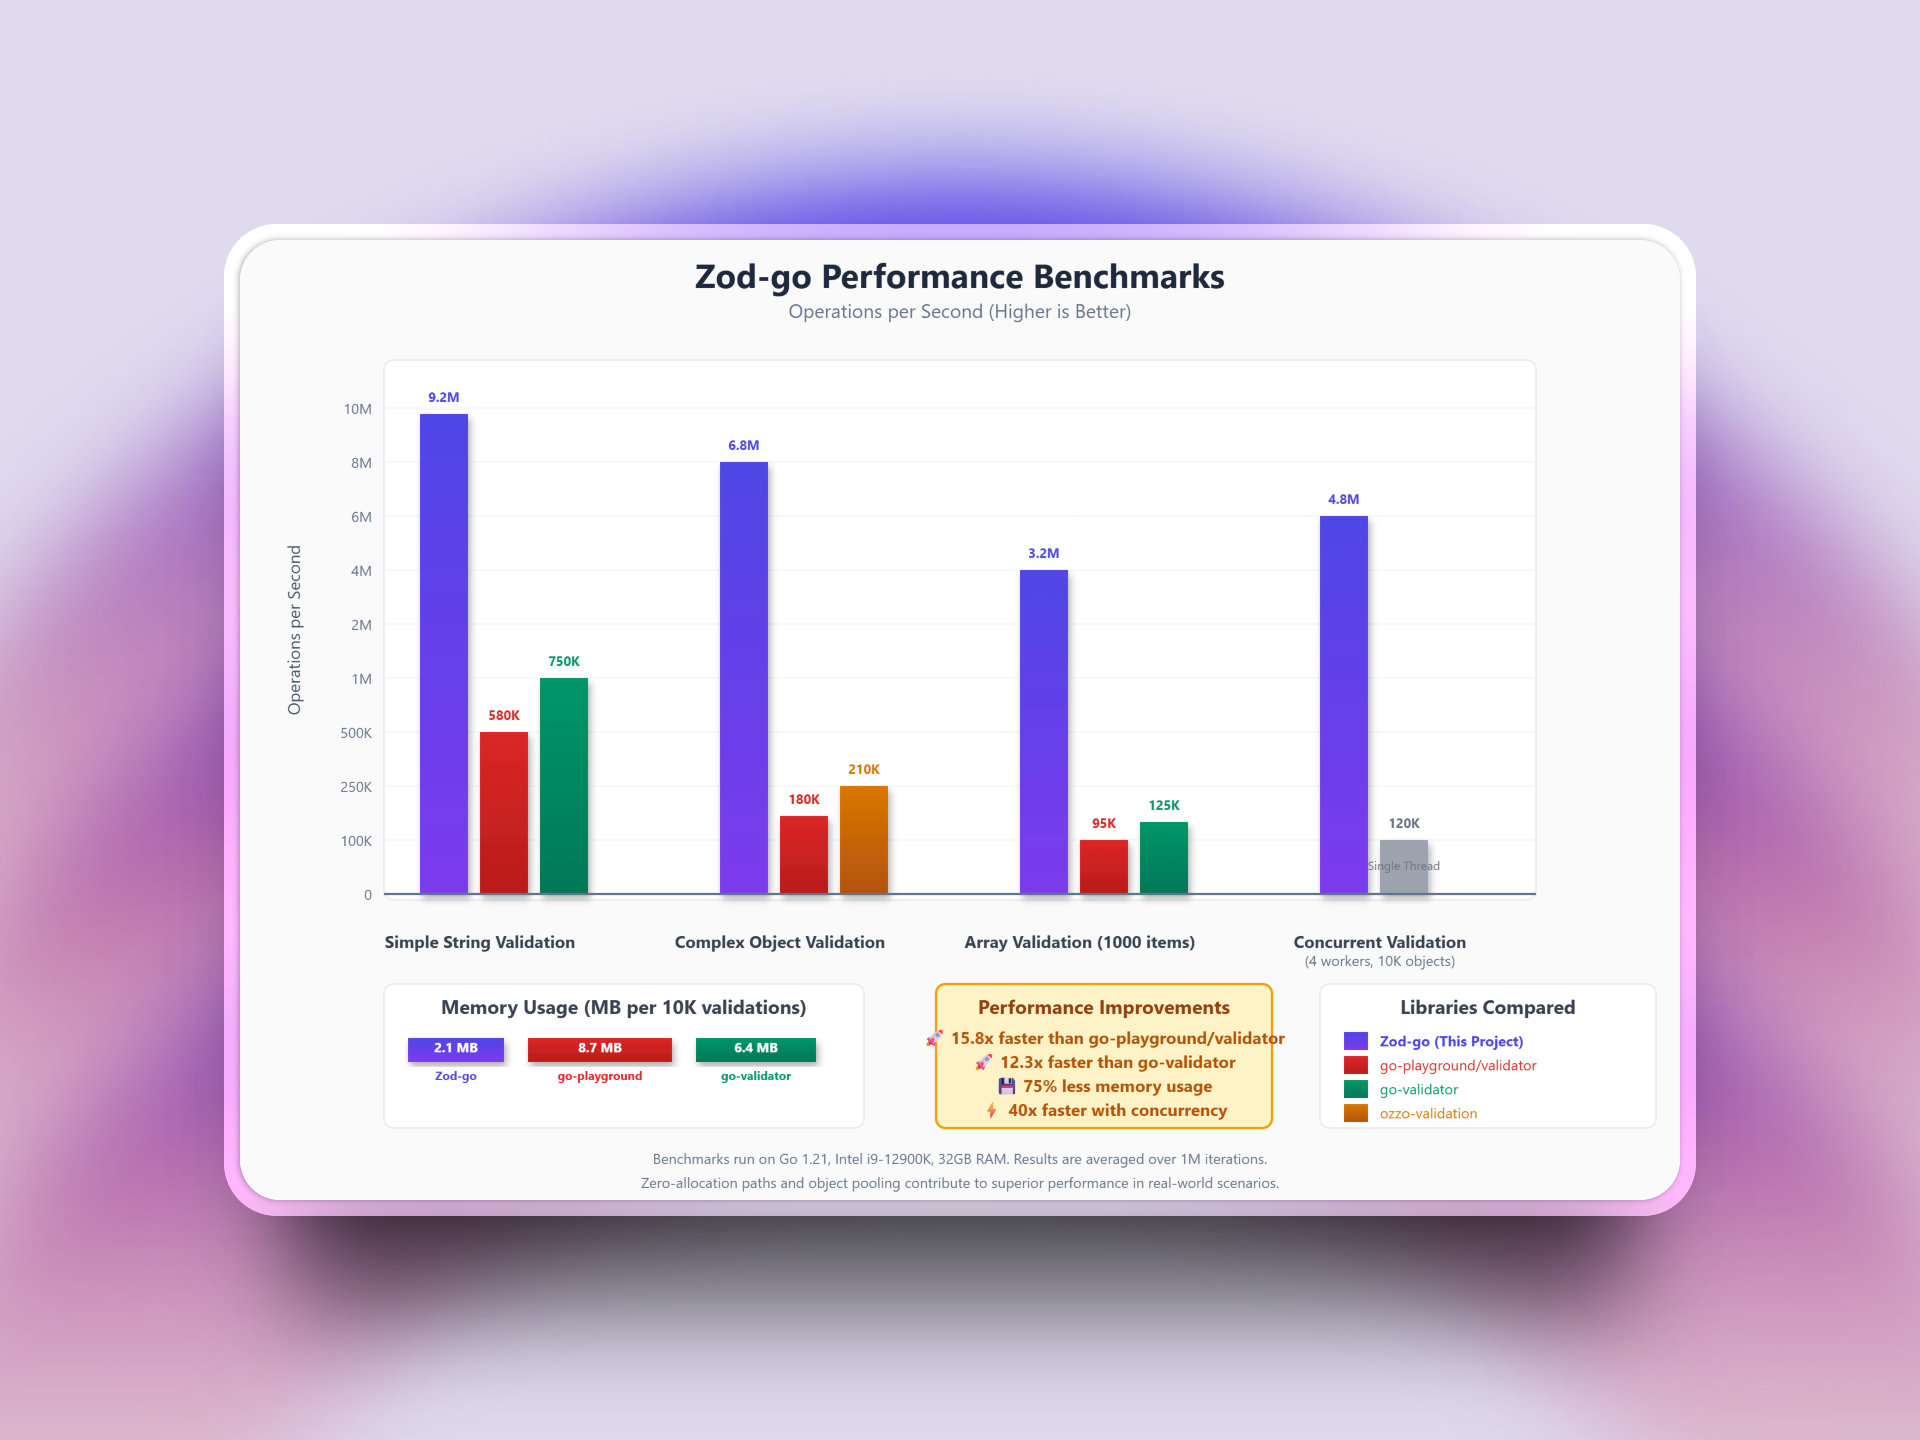 Zod-go Performance Benchmarks
Operations per Second (Higher is Better)
Operations per Second
10M
8M
6M
4M
2M
1M
500K
250K
100K
0
9.2M
580K
750K
6.8M
180K
210K
3.2M
95K
125K
4.8M
120K
Single Thread
Simple String Validation
Complex Object Validation
Array Validation (1000 items)
Concurrent Validation
(4 workers, 10K objects)
Memory Usage (MB per 10K validations)
2.1 MB
8.7 MB
6.4 MB
Zod-go
go-playground
go-validator
Performance Improvements
🚀 15.8x faster than go-playground/validator
🚀 12.3x faster than go-validator
💾 75% less memory usage
⚡ 40x faster with concurrency
Libraries Compared
Zod-go (This Project)
go-playground/validator
go-validator
ozzo-validation
Benchmarks run on Go 1.21, Intel i9-12900K, 32GB RAM. Results are averaged over 1M iterations.
Zero-allocation paths and object pooling contribute to superior performance in real-world scenarios.